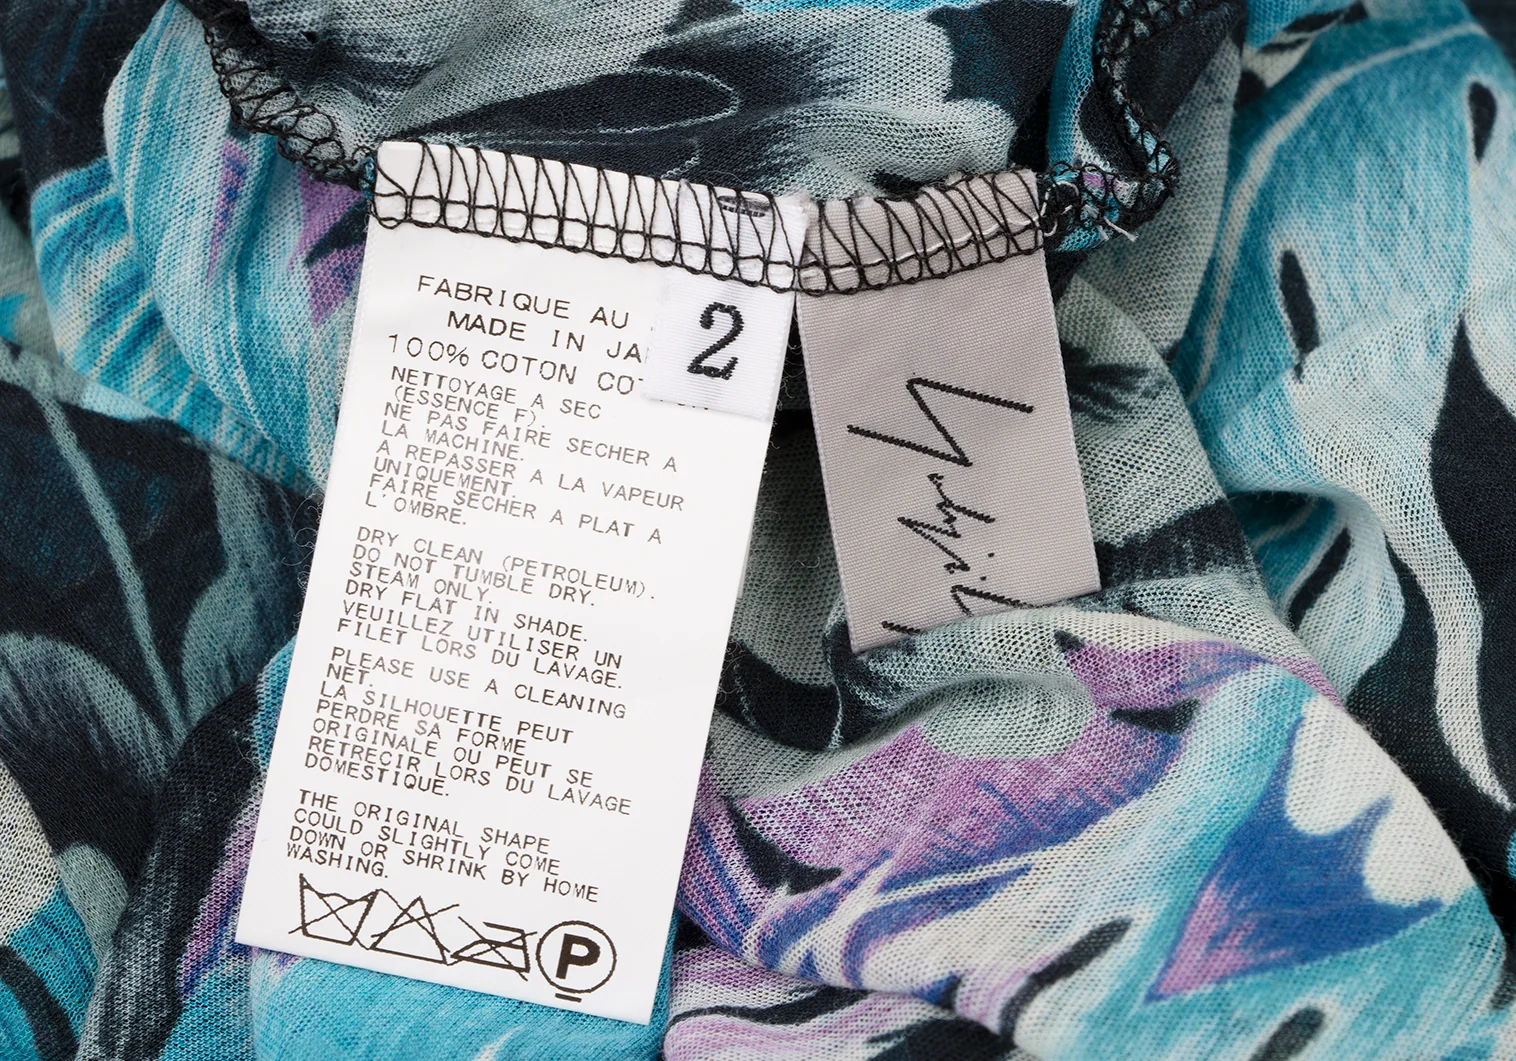 FABRIQUE AU
MADE IN JA
100% COTON CO
2
NETTOYAGE A SEC
(ESSENCE F).
NE PAS FAIRE SECHER A
LA MACHINE.
A REPASSER A LA VAPEUR
UNIQUEMENT.
FAIRE SECHER A PLAT A
L'OMBRE.
DRY CLEAN (PETROLEUM).
DO NOT TUMBLE DRY.
STEAM ONLY.
DRY FLAT IN SHADE.
VEUILLEZ UTILISER UN
FILET LORS DU LAVAGE.
PLEASE USE A CLEANING
NET.
LA SILHOUETTE PEUT
PERDRE SA FORME
ORIGINALE OU PEUT SE
RETRECIR LORS DU LAVAGE
DOMESTIQUE.
THE ORIGINAL SHAPE
COULD SLIGHTLY COME
DOWN OR SHRINK BY HOME
WASHING.
P